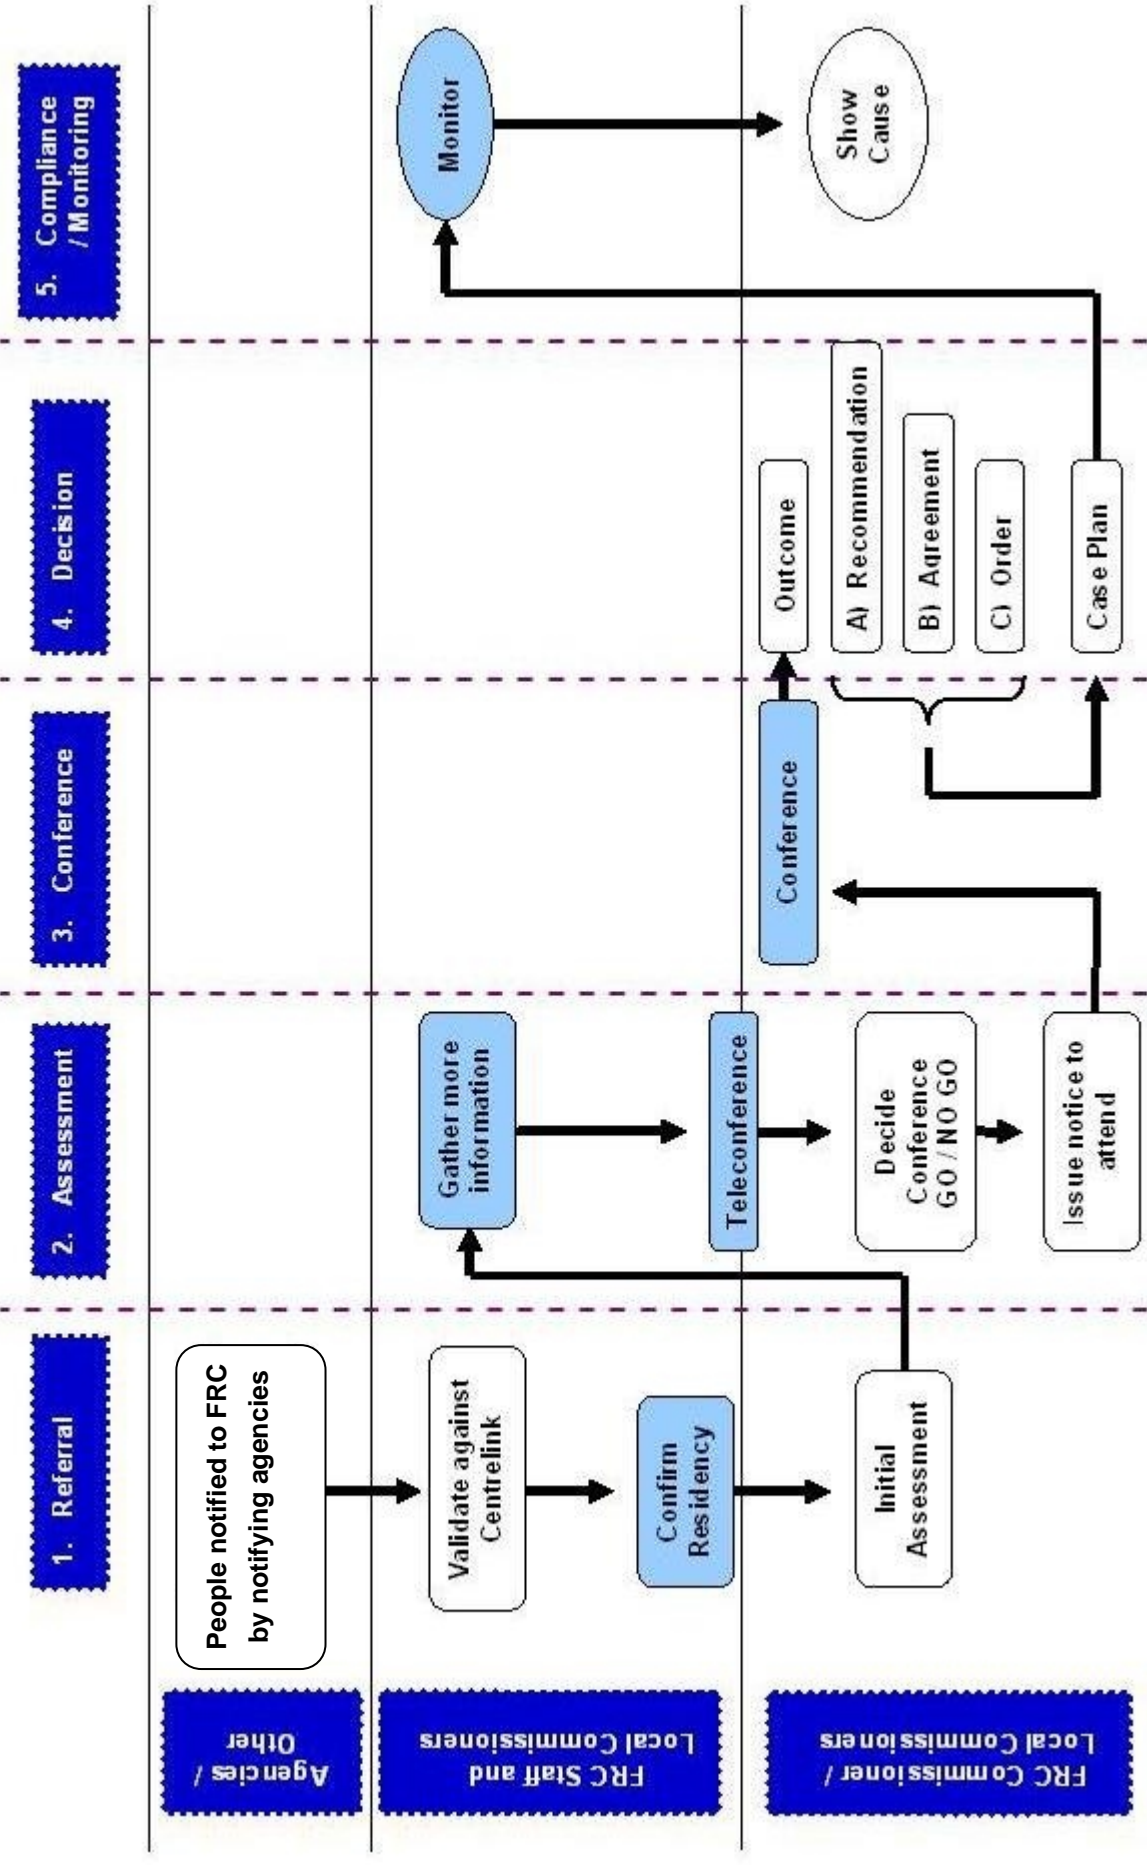 1. Referral
2. Assessment
3. Conference
4. Decision
5. Compliance
/ Monitoring
Agencies /
Other
People notified to FRC
by notifying agencies
FRC Staff and
Local Commissioners
Validate against
Centrelink
Confirm
Residency
Gather more
information
Monitor
FRC Commissioner /
Local Commissioners
Initial
Assessment
Teleconference
Decide
Conference
GO / NO GO
Issue notice to
attend
Conference
Outcome
A) Recommendation
B) Agreement
C) Order
Case Plan
Show
Cause